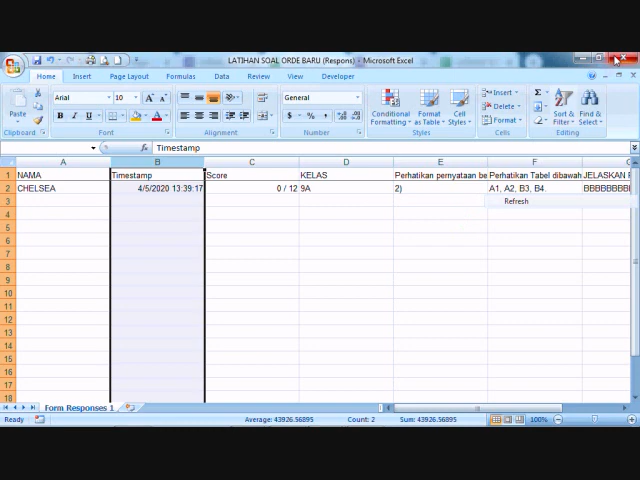 LATIHAN SOAL ORDE BARU (Respons) - Microsoft Excel
Home Insert Page Layout Formulas Data Review View Developer
Paste
Clipboard
Arial 10
Font
Alignment
General
Number
Conditional Formatting
Format as Table
Cell Styles
Styles
Insert
Delete
Format
Cells
Sort & Filter
Find & Select
Editing
Timestamp
A B C D E F G
1 NAMA Timestamp Score KELAS Perhatikan pernyataan be Perhatikan Tabel dibawah JELASKAN
2 CHELSEA 4/5/2020 13:39:17 0 / 12 9A 2) A1, A2, B3, B4.
3 Refresh
4
5
6
7
8
9
10
11
12
13
14
15
16
17
18
Form Responses 1
Ready Average: 43926.56895 Count: 2 Sum: 43926.56895 100%